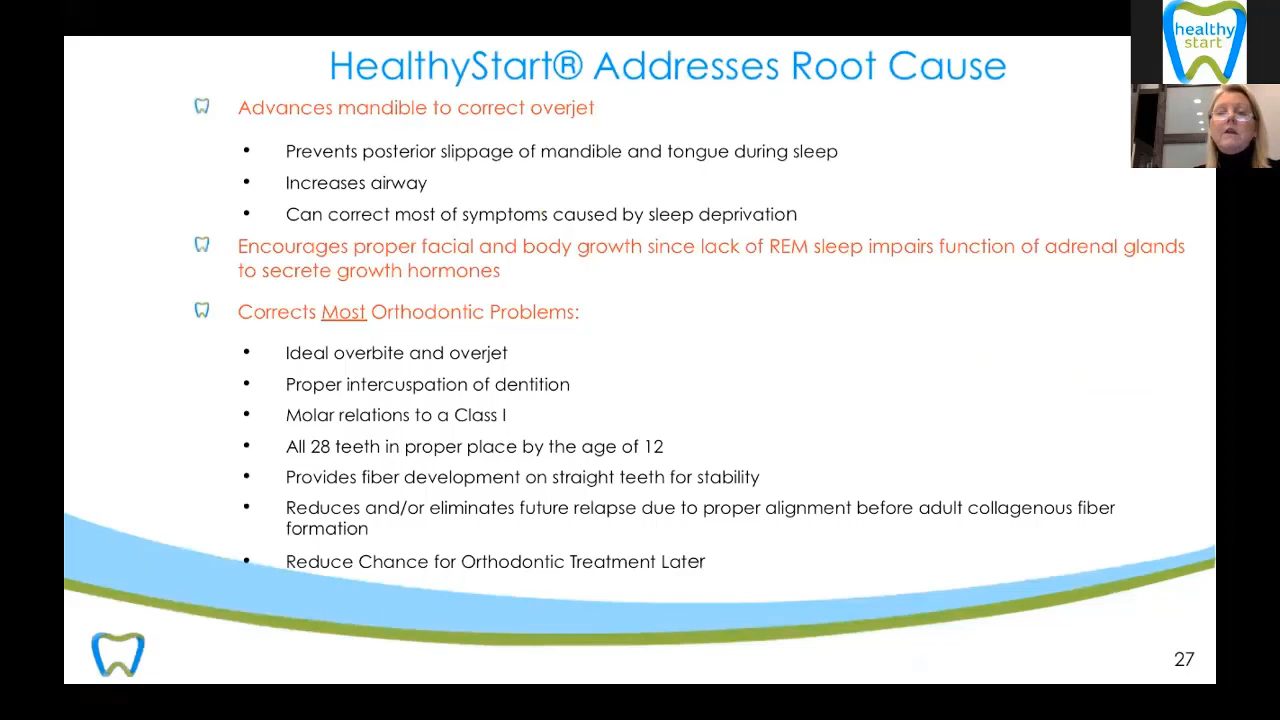 HealthyStart® Addresses Root Cause
healthy
start
Advances mandible to correct overjet
• Prevents posterior slippage of mandible and tongue during sleep
• Increases airway
• Can correct most of symptoms caused by sleep deprivation
Encourages proper facial and body growth since lack of REM sleep impairs function of adrenal glands
to secrete growth hormones
Corrects Most Orthodontic Problems:
• Ideal overbite and overjet
• Proper intercuspation of dentition
• Molar relations to a Class I
• All 28 teeth in proper place by the age of 12
• Provides fiber development on straight teeth for stability
• Reduces and/or eliminates future relapse due to proper alignment before adult collagenous fiber
formation
• Reduce Chance for Orthodontic Treatment Later
27